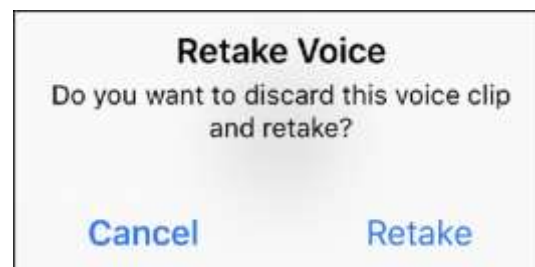 Retake Voice
Do you want to discard this voice clip
and retake?
Cancel Retake